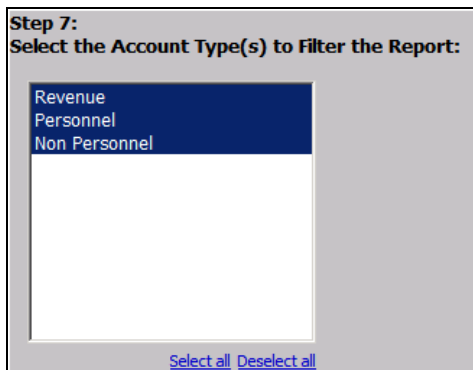 Step 7:
Select the Account Type(s) to Filter the Report:
Revenue
Personnel
Non Personnel
Select all Deselect all